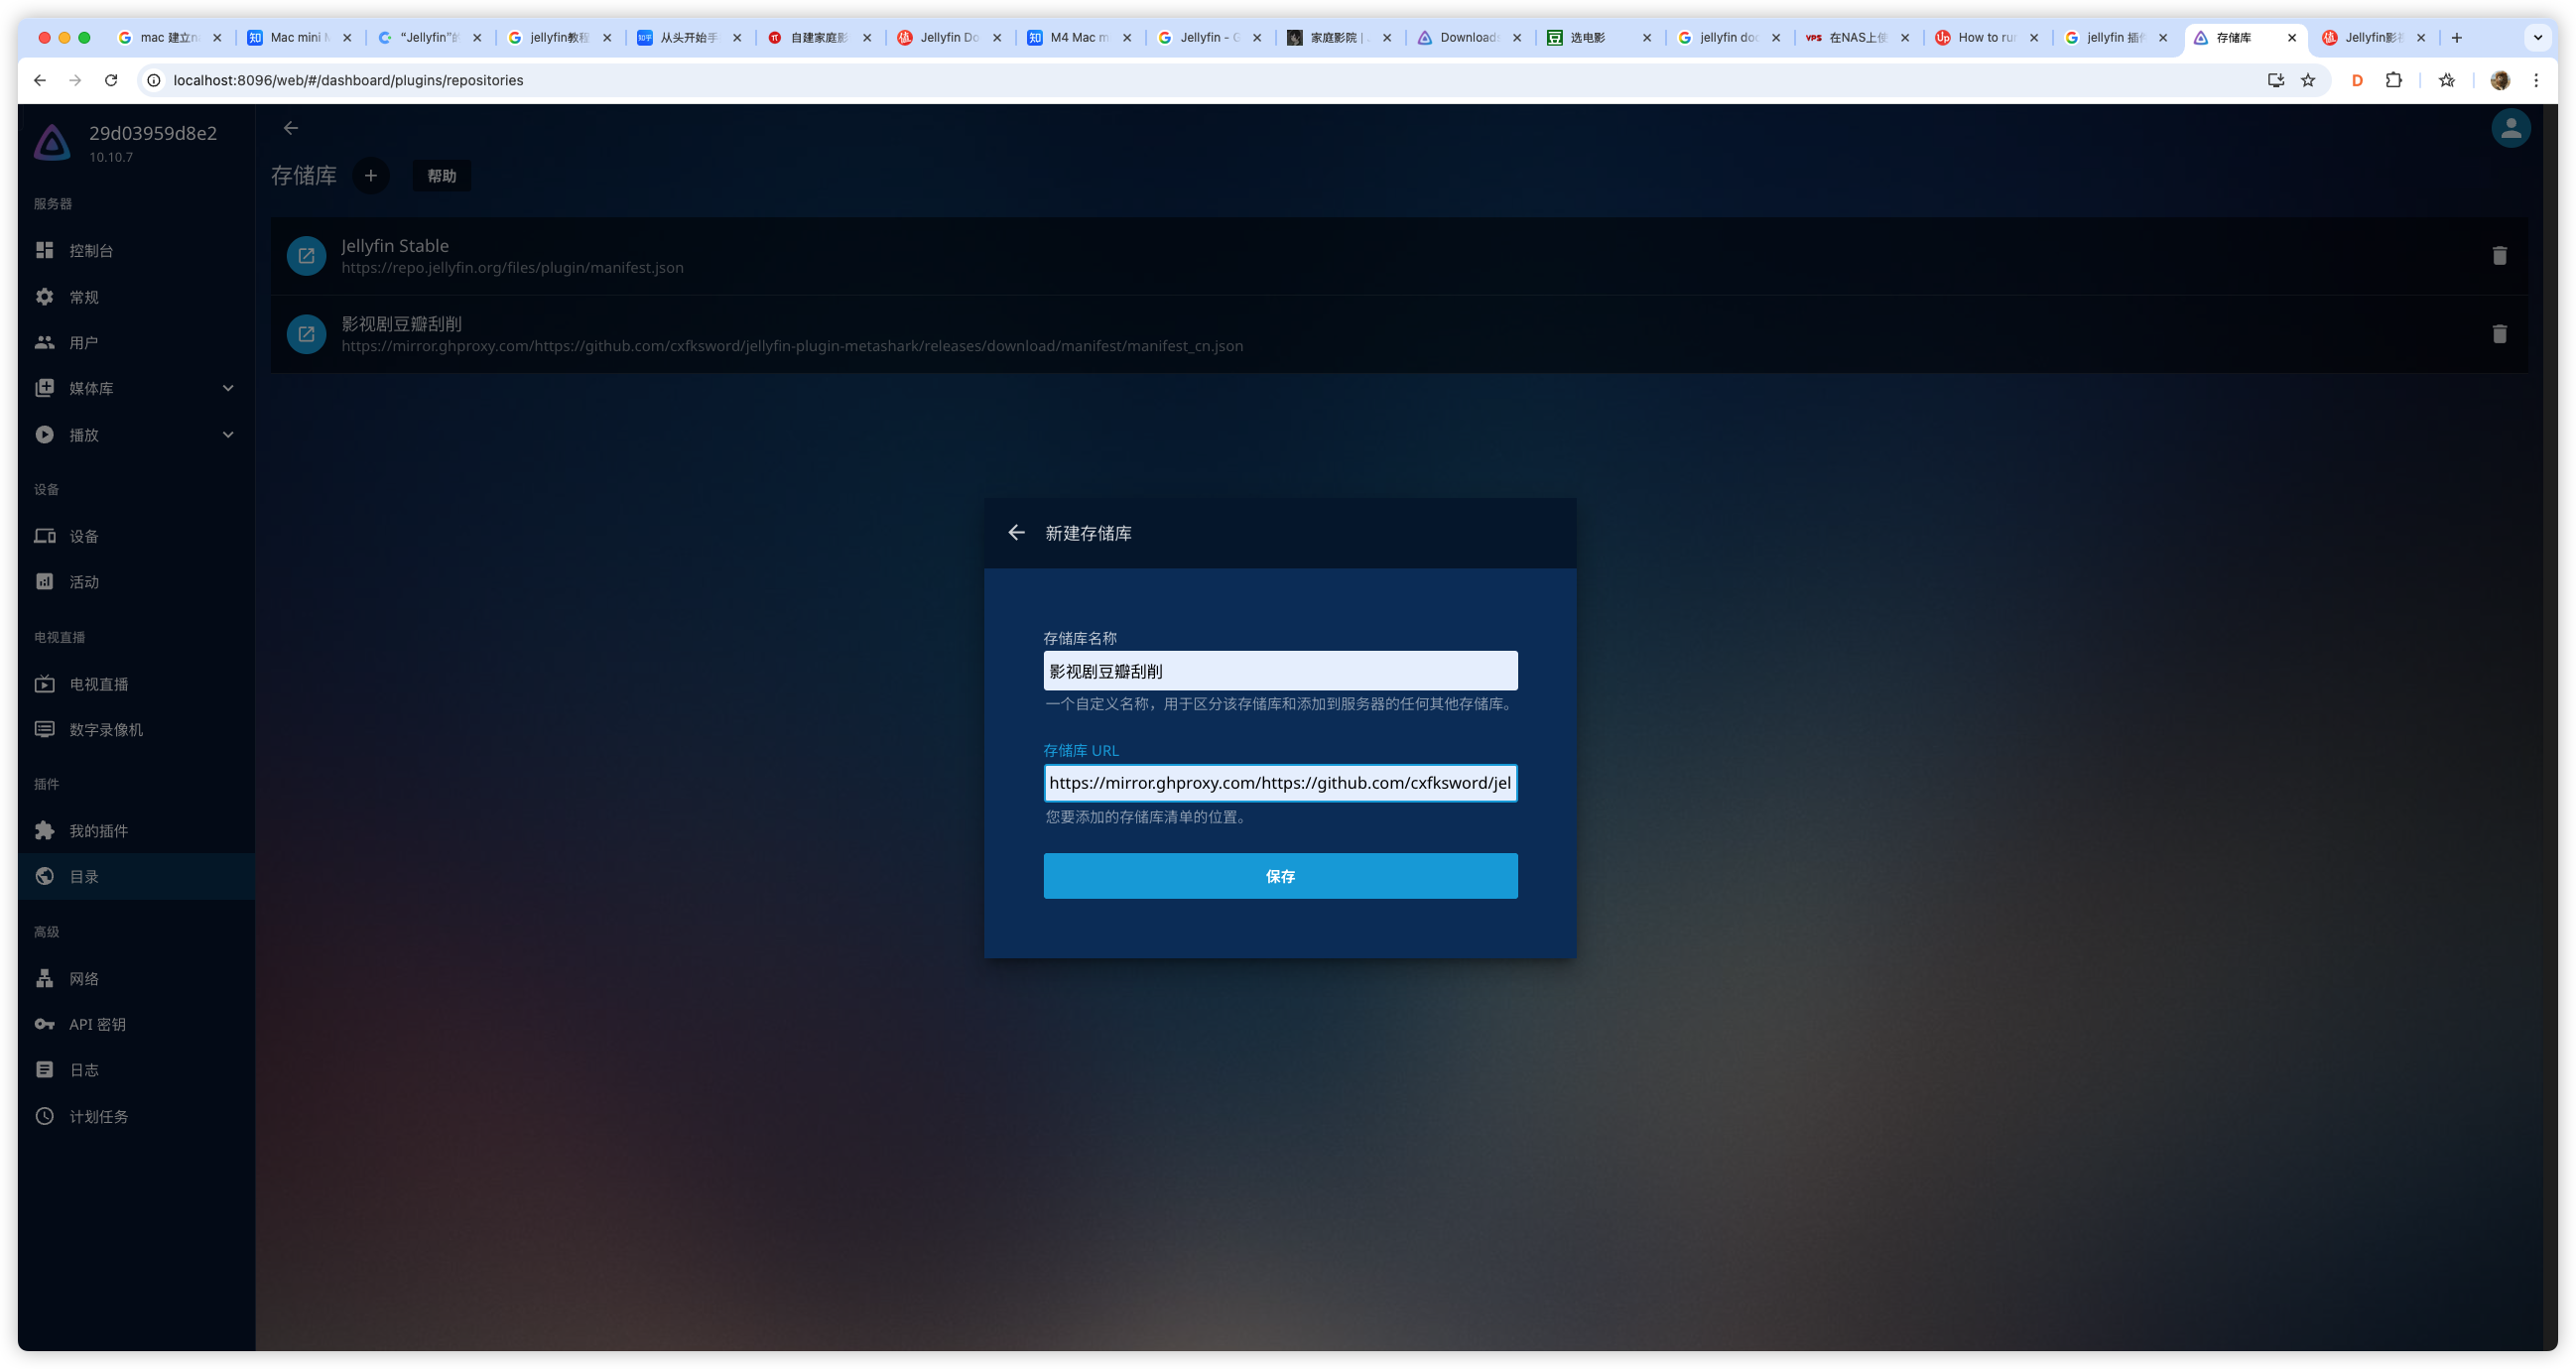 mac 建立n
Mac mini
“Jellyfin”的
jellyfin教程
从头开始手
自建家庭影
Jellyfin Do
M4 Mac m
Jellyfin - G
家庭影院 |
Downloads
选电影
jellyfin doc
在NAS上使
How to run
jellyfin 插件
存储库
Jellyfin影
localhost:8096/web/#/dashboard/plugins/repositories
29d03959d8e2
10.10.7
服务器
控制台
常规
用户
媒体库
播放
设备
设备
活动
电视直播
电视直播
数字录像机
插件
我的插件
目录
高级
网络
API 密钥
日志
计划任务
存储库
帮助
Jellyfin Stable
https://repo.jellyfin.org/files/plugin/manifest.json
影视剧豆瓣刮削
https://mirror.ghproxy.com/https://github.com/cxfksword/jellyfin-plugin-metashark/releases/download/manifest/manifest_cn.json
新建存储库
存储库名称
影视剧豆瓣刮削
一个自定义名称，用于区分该存储库和添加到服务器的任何其他存储库。
存储库 URL
https://mirror.ghproxy.com/https://github.com/cxfksword/jel
您要添加的存储库清单的位置。
保存